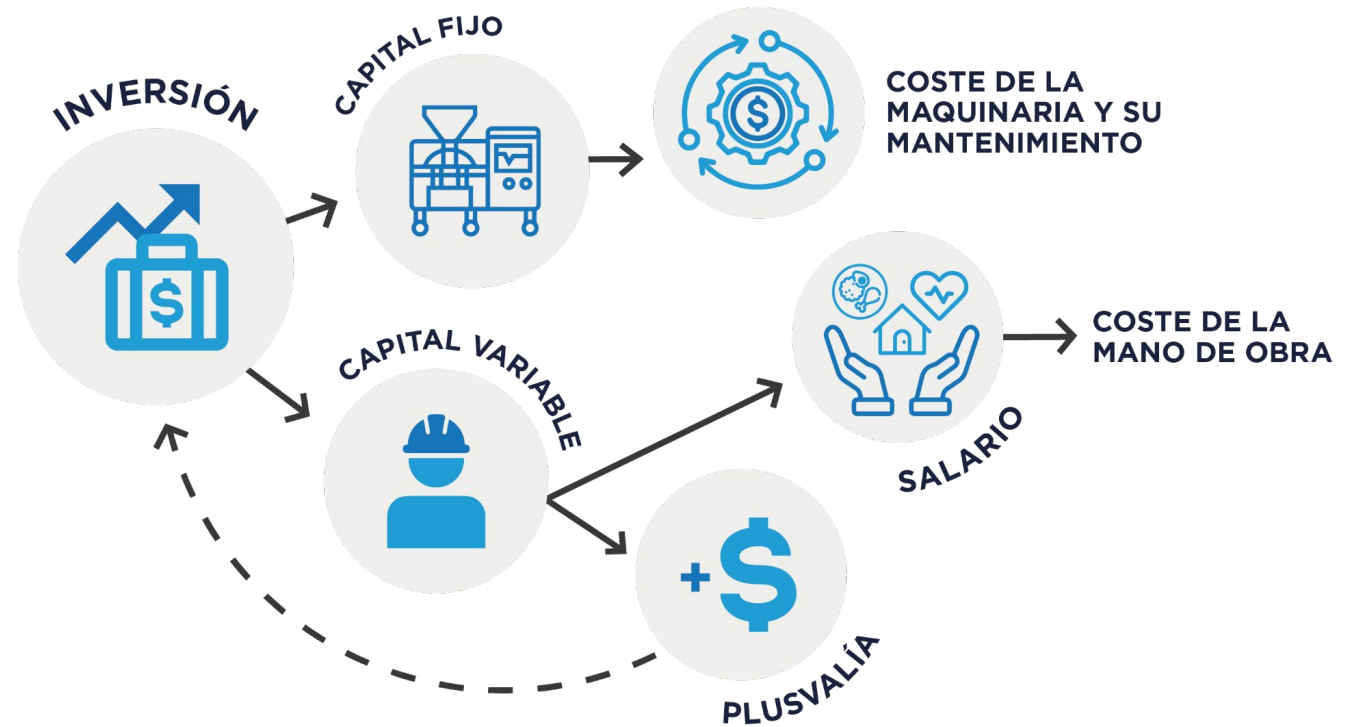 INVERSIÓN
CAPITAL FIJO
$
$
COSTE DE LA
MAQUINARIA Y SU
MANTENIMIENTO
CAPITAL VARIABLE
SALARIO
COSTE DE LA
MANO DE OBRA
+$
PLUSVALÍA